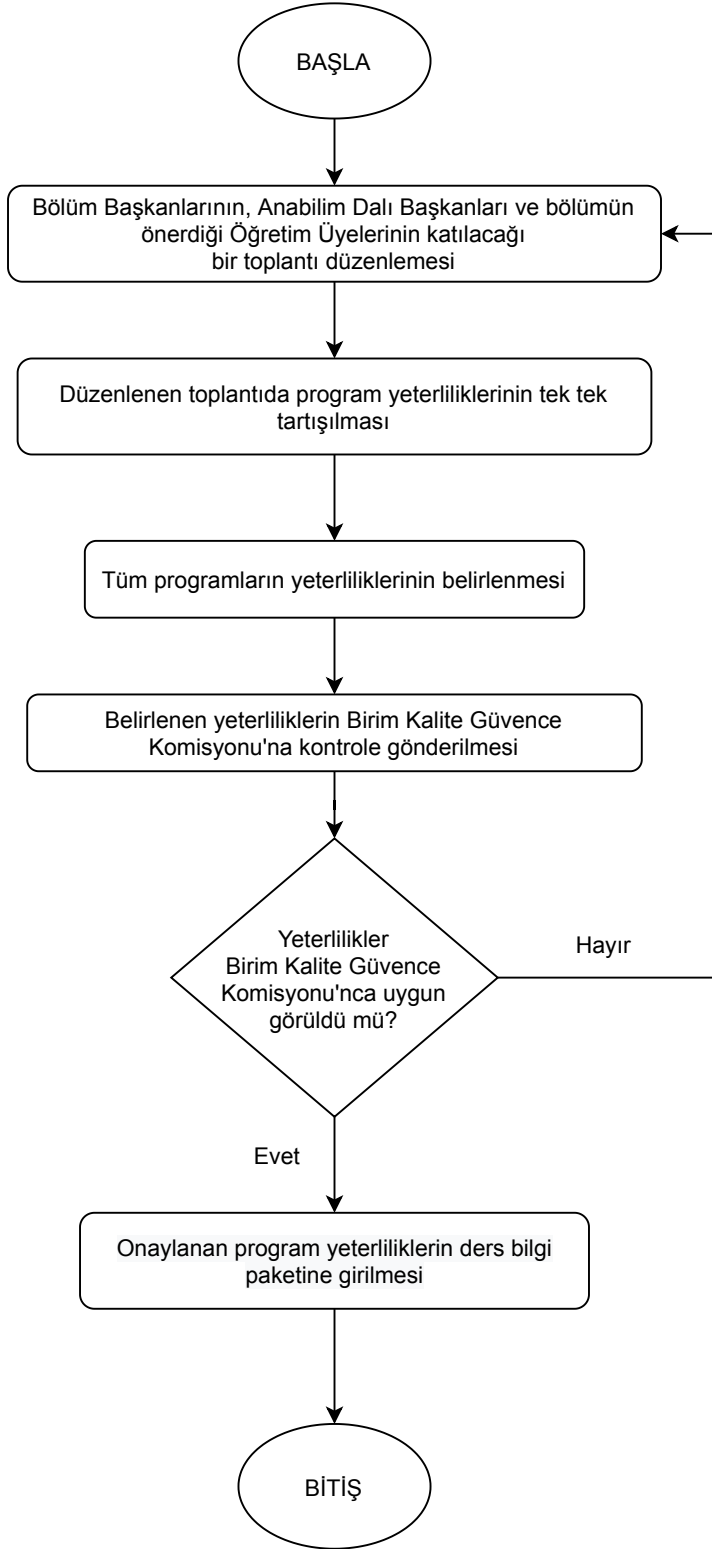 BAŞLA
Bölüm Başkanlarının, Anabilim Dalı Başkanları ve bölümün
önerdiği Öğretim Üyelerinin katılacağı
bir toplantı düzenlemesi
Düzenlenen toplantıda program yeterliliklerinin tek tek
tartışılması
Tüm programların yeterliliklerinin belirlenmesi
Belirlenen yeterliliklerin Birim Kalite Güvence
Komisyonu'na kontrole gönderilmesi
Yeterlilikler
Birim Kalite Güvence
Komisyonu'nca uygun
görüldü mü?
Hayır
Evet
Onaylanan program yeterliliklerin ders bilgi
paketine girilmesi
BİTİŞ